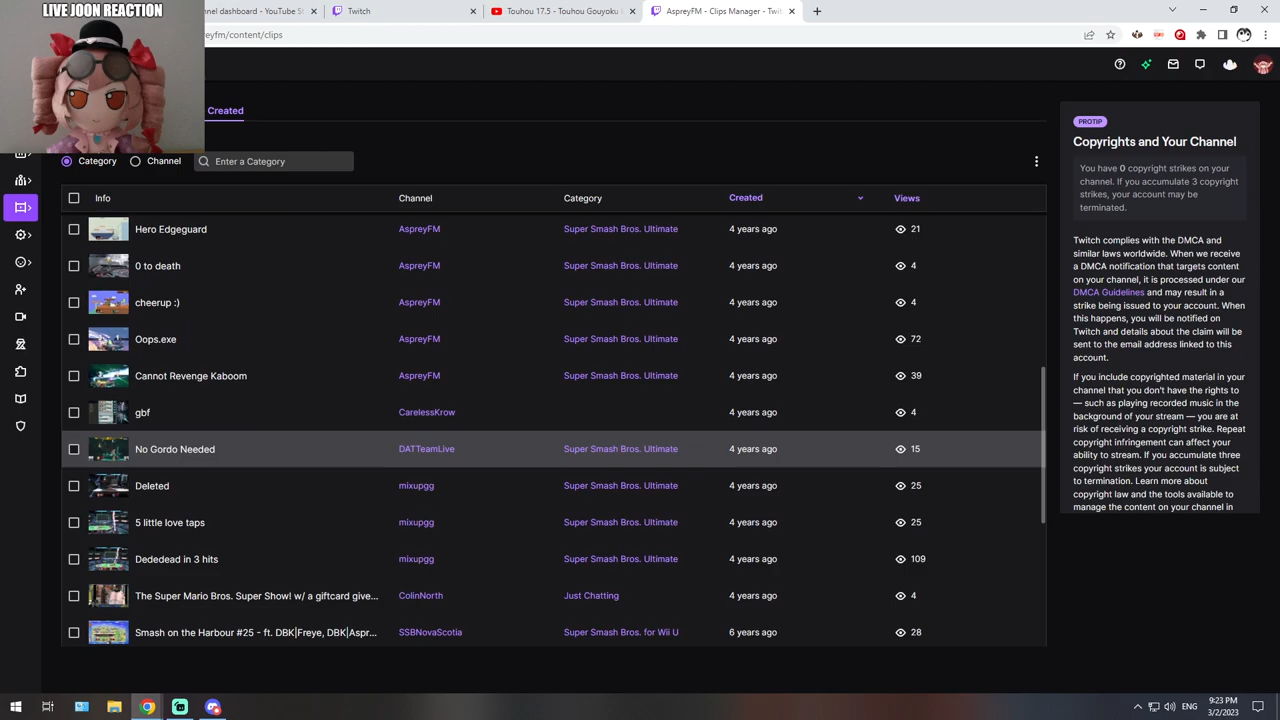 LIVE JOON REACTION
nnel dashboard - YouTube St
Twitch
Touhou 17.5 - Touhou Gouyoku I
AspreyFM - Clips Manager - Twit
eyfm/content/clips
Created
Category
Channel
Enter a Category
Info Channel Category Created Views
Hero Edgeguard AspreyFM Super Smash Bros. Ultimate 4 years ago 21
0 to death AspreyFM Super Smash Bros. Ultimate 4 years ago 4
cheerup :) AspreyFM Super Smash Bros. Ultimate 4 years ago 4
Oops.exe AspreyFM Super Smash Bros. Ultimate 4 years ago 72
Cannot Revenge Kaboom AspreyFM Super Smash Bros. Ultimate 4 years ago 39
gbf CarelessKrow 4 years ago 4
No Gordo Needed DATTeamLive Super Smash Bros. Ultimate 4 years ago 15
Deleted mixupgg Super Smash Bros. Ultimate 4 years ago 25
5 little love taps mixupgg Super Smash Bros. Ultimate 4 years ago 25
Dededead in 3 hits mixupgg Super Smash Bros. Ultimate 4 years ago 109
The Super Mario Bros. Super Show! w/ a giftcard give... ColinNorth Just Chatting 4 years ago 4
Smash on the Harbour #25 - ft. DBK|Freye, DBK|Aspr... SSBNovaScotia Super Smash Bros. for Wii U 6 years ago 28
PROTIP
Copyrights and Your Channel
You have 0 copyright strikes on
your channel. If you accumulate 3 copyright
strikes, your account may be
terminated.
Twitch complies with the DMCA and
similar laws worldwide. When we receive
a DMCA notification that targets content
on your channel, it is processed under our
DMCA Guidelines and may result in a
strike being issued to your account. When
this happens, you will be notified on
Twitch and details about the claim will be
sent to the email address linked to this
account.
If you include copyrighted material in your
channel that you don't have the rights to
— such as playing recorded music in the
background of your stream — you are at
risk of receiving a copyright strike. Repeat
copyright infringement can affect your
ability to stream. If you accumulate three
copyright strikes your account is subject
to termination. Learn more about
copyright law and the tools available to
manage the content on your channel in
ENG
9:23 PM
3/2/2023